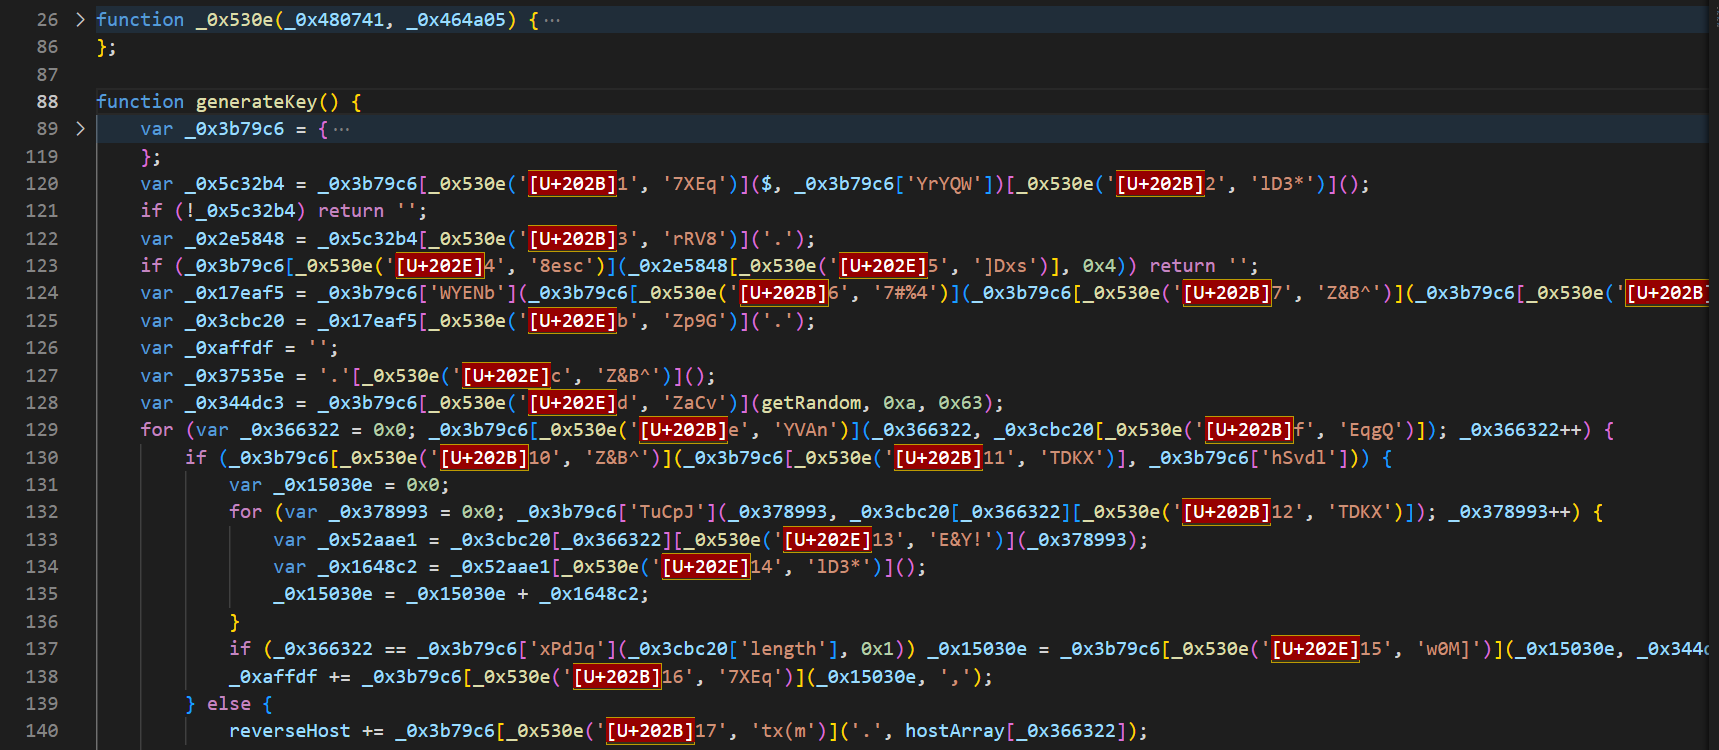 26 > function _0x530e(_0x480741, _0x464a05) { ···
86 };
87
88 function generateKey() {
89 > var _0x3b79c6 = { ···
119 };
120 var _0x5c32b4 = _0x3b79c6[_0x530e('[U+202B]1', '7XEq')]($, _0x3b79c6['YrYQW'])[_0x530e('[U+202B]2', 'lD3*')]();
121 if (!_0x5c32b4) return '';
122 var _0x2e5848 = _0x5c32b4[_0x530e('[U+202B]3', 'rRV8')]('.');
123 if (_0x3b79c6[_0x530e('[U+202E]4', '8esc')](_0x2e5848[_0x530e('[U+202E]5', ']Dxs')], 0x4)) return '';
124 var _0x17eaf5 = _0x3b79c6['WYENb'](_0x3b79c6[_0x530e('[U+202B]6', '7#%4')](_0x3b79c6[_0x530e('[U+202B]7', 'Z&B^')](_0x3b79c6[_0x530e('[U+202B]
125 var _0x3cbc20 = _0x17eaf5[_0x530e('[U+202E]b', 'Zp9G')]('.');
126 var _0xaffdf = '';
127 var _0x37535e = '.'[_0x530e('[U+202E]c', 'Z&B^')]();
128 var _0x344dc3 = _0x3b79c6[_0x530e('[U+202E]d', 'ZaCv')](getRandom, 0xa, 0x63);
129 for (var _0x366322 = 0x0; _0x3b79c6[_0x530e('[U+202B]e', 'YVAn')](_0x366322, _0x3cbc20[_0x530e('[U+202B]f', 'EqgQ')]); _0x366322++) {
130 if (_0x3b79c6[_0x530e('[U+202B]10', 'Z&B^')](_0x3b79c6[_0x530e('[U+202B]11', 'TDKX')], _0x3b79c6['hSvdl'])) {
131 var _0x15030e = 0x0;
132 for (var _0x378993 = 0x0; _0x3b79c6['TuCpJ'](_0x378993, _0x3cbc20[_0x366322][_0x530e('[U+202B]12', 'TDKX')]); _0x378993++) {
133 var _0x52aae1 = _0x3cbc20[_0x366322][_0x530e('[U+202E]13', 'E&Y!')](_0x378993);
134 var _0x1648c2 = _0x52aae1[_0x530e('[U+202E]14', 'lD3*')]();
135 _0x15030e = _0x15030e + _0x1648c2;
136 }
137 if (_0x366322 == _0x3b79c6['xPdJq'](_0x3cbc20['length'], 0x1)) _0x15030e = _0x3b79c6[_0x530e('[U+202E]15', 'w0M]')](_0x15030e, _0x344d
138 _0xaffdf += _0x3b79c6[_0x530e('[U+202B]16', '7XEq')](_0x15030e, ',');
139 } else {
140 reverseHost += _0x3b79c6[_0x530e('[U+202B]17', 'tx(m')]('.', hostArray[_0x366322]);